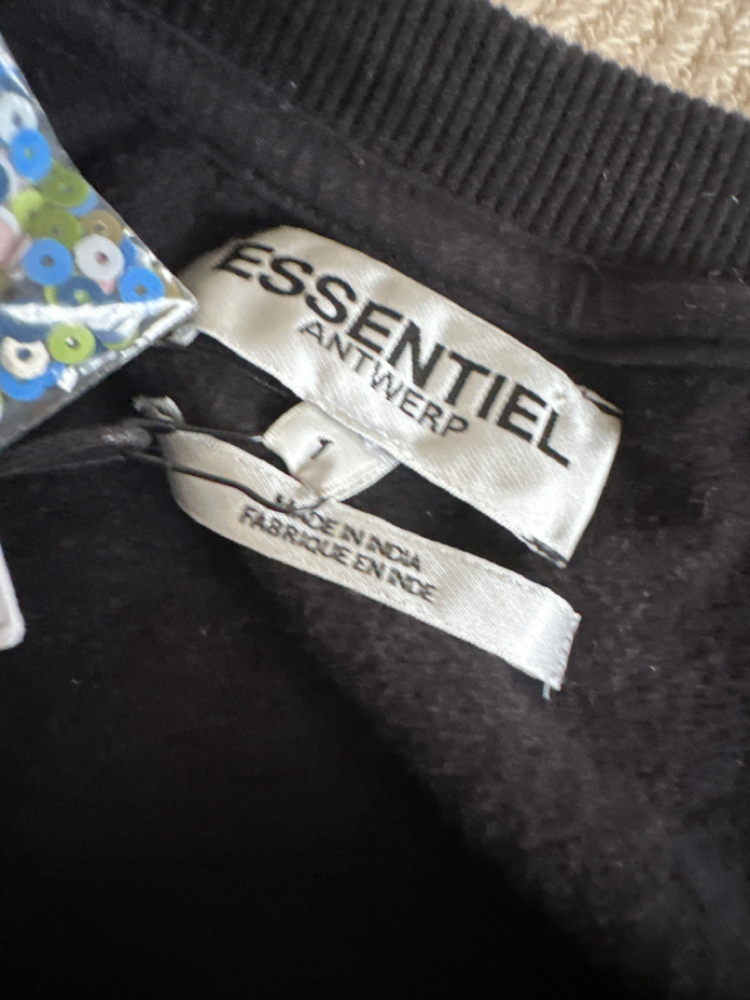 ESSENTIEL
ANTWERP
1
MADE IN INDIA
FABRIQUE EN INDE